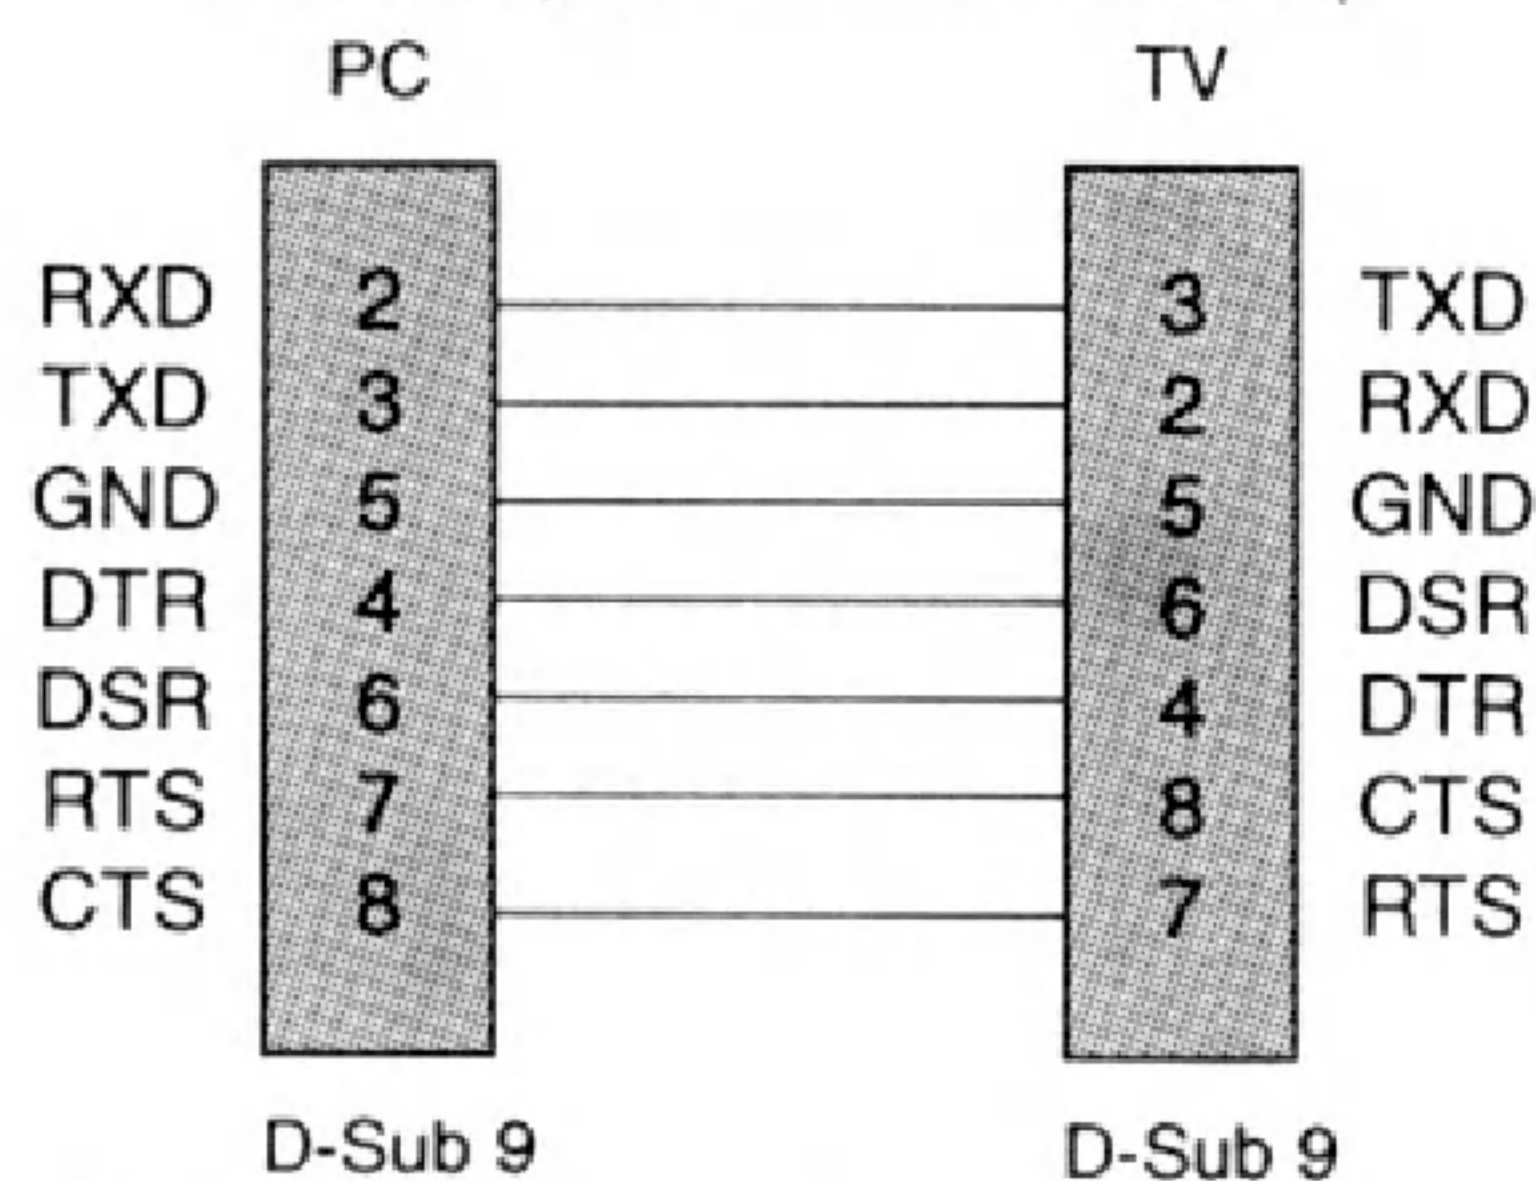 PC TV
RXD 2 3 TXD
TXD 3 2 RXD
GND 5 5 GND
DTR 4 6 DSR
DSR 6 4 DTR
RTS 7 8 CTS
CTS 8 7 RTS
D-Sub 9 D-Sub 9